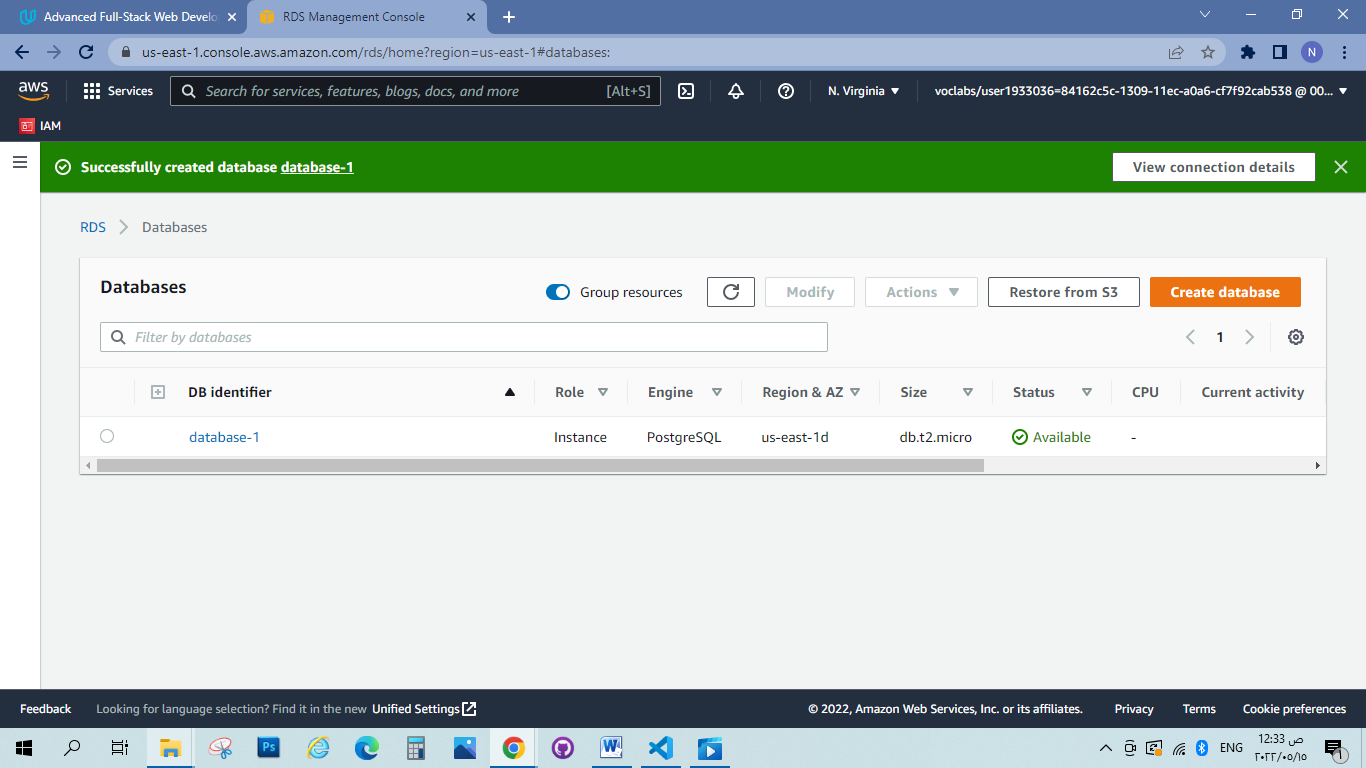 Advanced Full-Stack Web Develo
RDS Management Console
us-east-1.console.aws.amazon.com/rds/home?region=us-east-1#databases:
N
aws
Services
Search for services, features, blogs, docs, and more
[Alt+S]
N. Virginia
voclabs/user1933036=84162c5c-1309-11ec-a0a6-cf7f92cab538 @ 00...
IAM
Successfully created database database-1
View connection details
RDS
Databases
Databases
Group resources
Modify
Actions
Restore from S3
Create database
Filter by databases
1
DB identifier
Role
Engine
Region & AZ
Size
Status
CPU
Current activity
database-1
Instance
PostgreSQL
us-east-1d
db.t2.micro
Available
-
Feedback
Looking for language selection? Find it in the new Unified Settings
© 2022, Amazon Web Services, Inc. or its affiliates.
Privacy
Terms
Cookie preferences
Ps
ENG
12:33 ص
٢٠٢٢/٠٥/١٥
1